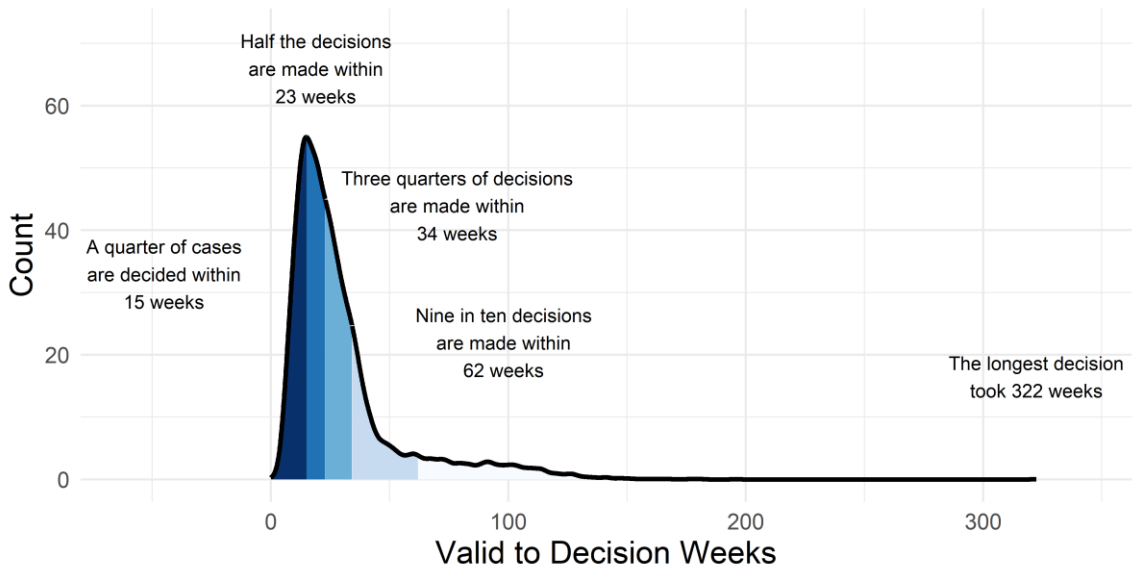 Half the decisions
are made within
23 weeks
60
Three quarters of decisions
are made within
34 weeks
40
A quarter of cases
are decided within
15 weeks
Nine in ten decisions
are made within
62 weeks
20
The longest decision
took 322 weeks
0
Count
0 100 200 300
Valid to Decision Weeks